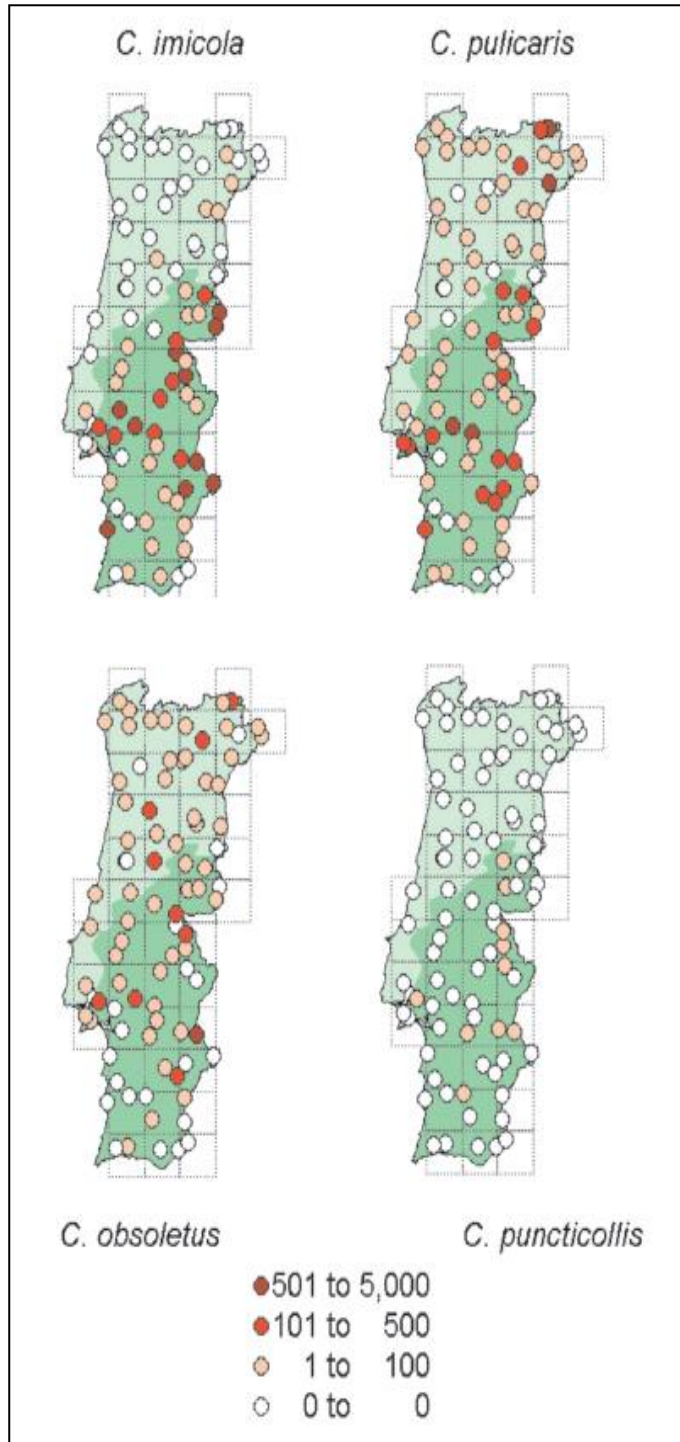 C. imicola C. pulicaris
C. obsoletus C. puncticollis
501 to 5,000
101 to 500
1 to 100
0 to 0